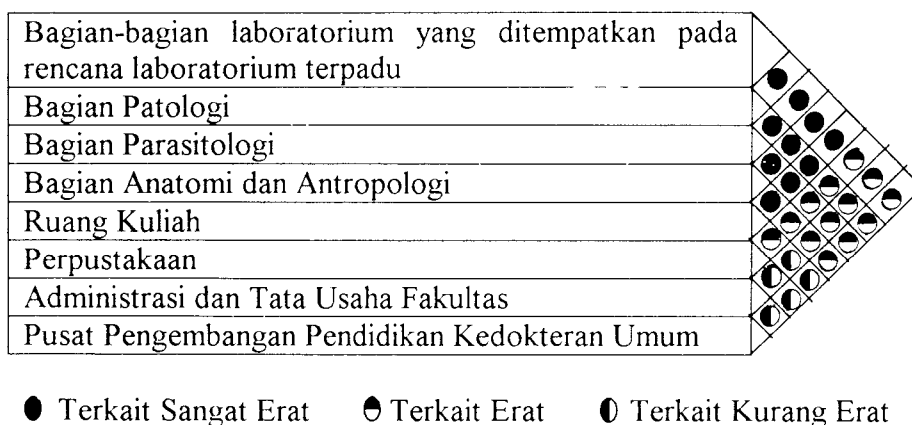 Bagian-bagian laboratorium yang ditempatkan pada
rencana laboratorium terpadu
Bagian Patologi
Bagian Parasitologi
Bagian Anatomi dan Antropologi
Ruang Kuliah
Perpustakaan
Administrasi dan Tata Usaha Fakultas
Pusat Pengembangan Pendidikan Kedokteran Umum
Terkait Sangat Erat Terkait Erat Terkait Kurang Erat